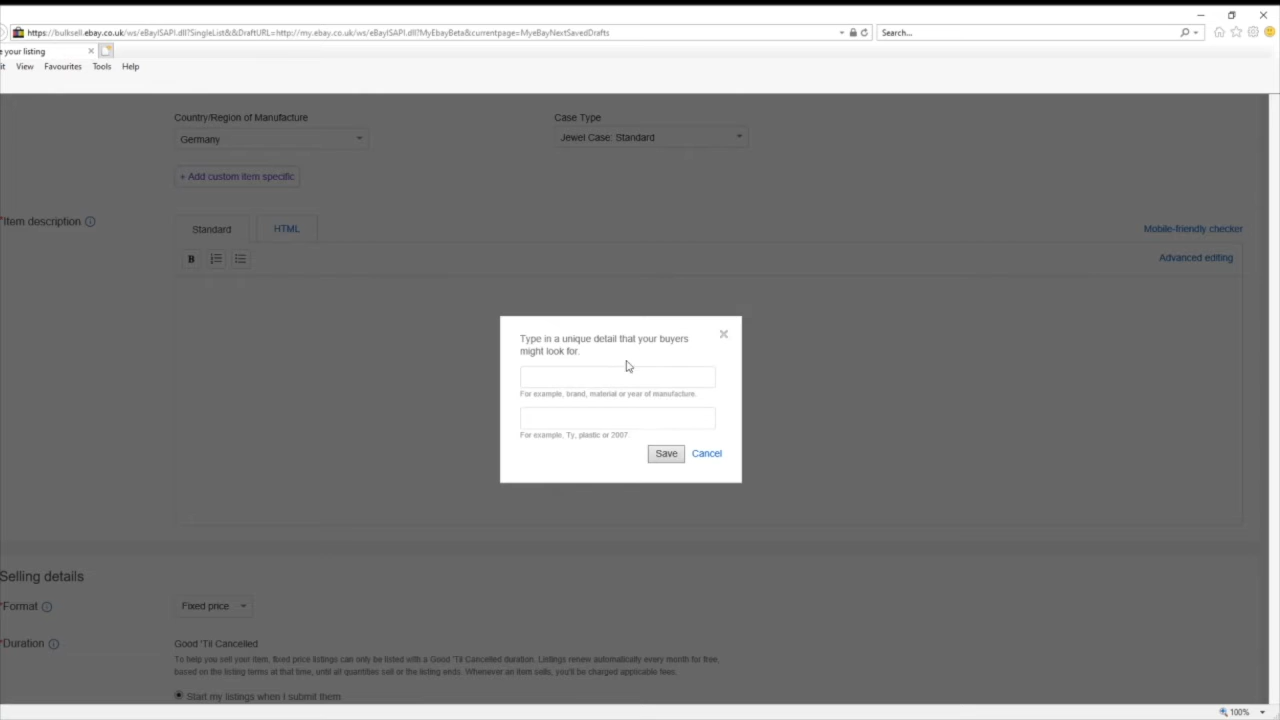 https://bulksell.ebay.co.uk/ws/eBayISAPI.dll?SingleList&&DraftURL=http://my.ebay.co.uk/ws/eBayISAPI.dll?MyEbayBeta&currentpage=MyeBayNextSavedDrafts
Search...
e your listing
it View Favourites Tools Help
Country/Region of Manufacture
Case Type
Germany
Jewel Case: Standard
+ Add custom item specific
*Item description
Standard
HTML
Mobile-friendly checker
B
Advanced editing
Type in a unique detail that your buyers
might look for.
For example, brand, material or year of manufacture.
For example, Ty, plastic or 2007
Save Cancel
Selling details
*Format
Fixed price
*Duration
Good 'Til Cancelled
To help you sell your item, fixed price listings can only be listed with a Good 'Til Cancelled duration. Listings renew automatically every month for free,
based on the listing terms at that time, until all quantities sell or the listing ends. Whenever an item sells, you'll be charged applicable fees.
Start my listings when I submit them
100%